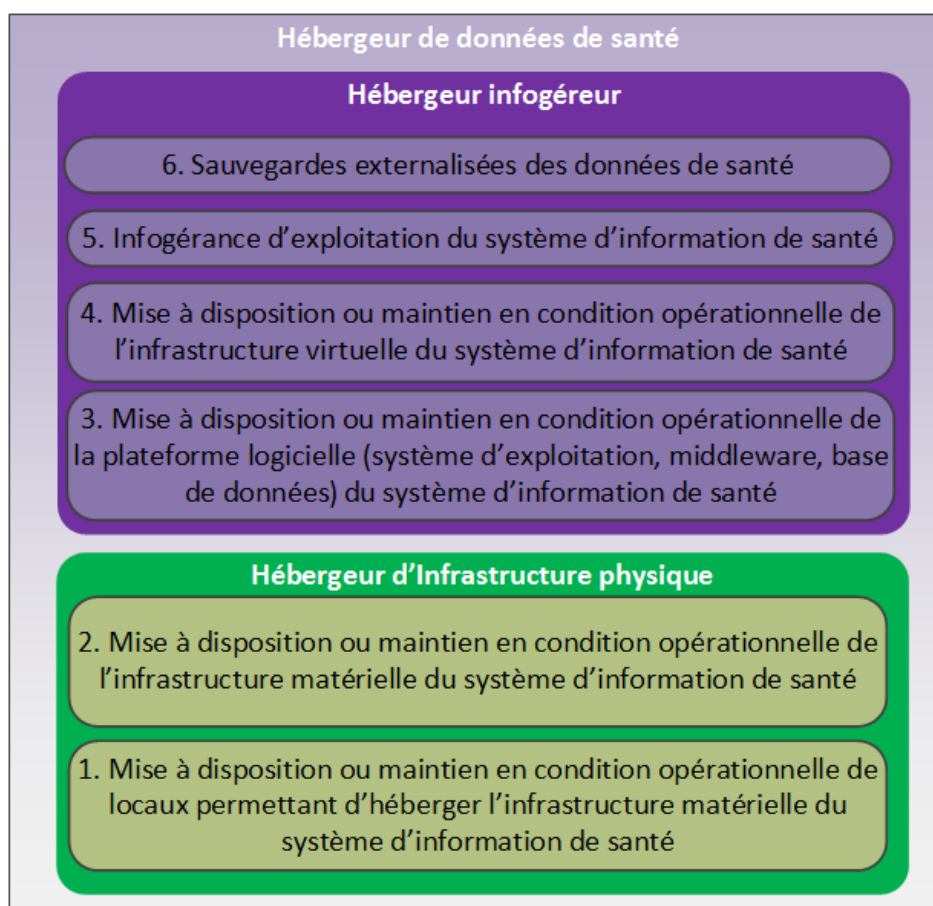 Hébergeur de données de santé
Hébergeur infogéreur
6. Sauvegardes externalisées des données de santé
5. Infogérance d’exploitation du système d’information de santé
4. Mise à disposition ou maintien en condition opérationnelle de
l’infrastructure virtuelle du système d’information de santé
3. Mise à disposition ou maintien en condition opérationnelle de
la plateforme logicielle (système d’exploitation, middleware, base
de données) du système d’information de santé
Hébergeur d’Infrastructure physique
2. Mise à disposition ou maintien en condition opérationnelle de
l’infrastructure matérielle du système d’information de santé
1. Mise à disposition ou maintien en condition opérationnelle de
locaux permettant d’héberger l’infrastructure matérielle du
système d’information de santé